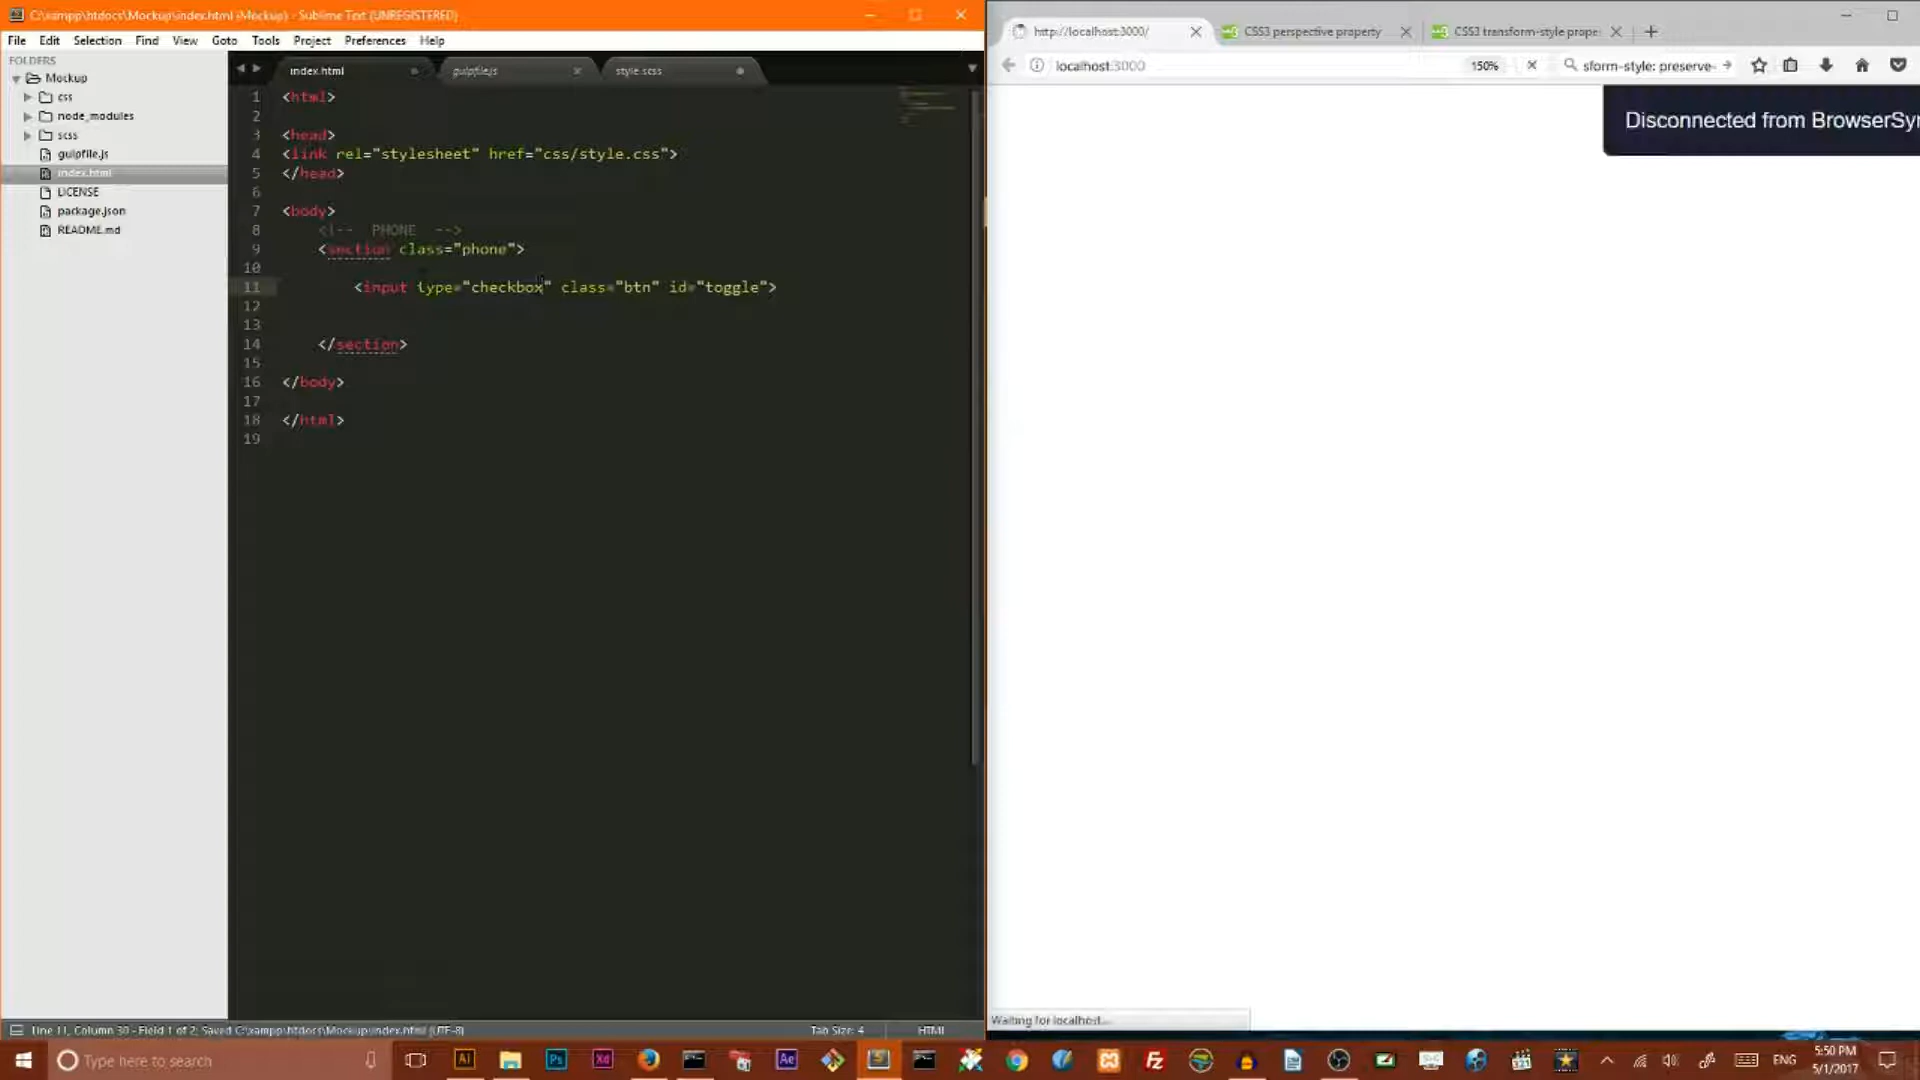 C:\xampp\htdocs\Mockup\index.html (Mockup) - Sublime Text (UNREGISTERED)
File Edit Selection Find View Goto Tools Project Preferences Help
FOLDERS
Mockup
css
node_modules
scss
gulpfile.js
index.html
LICENSE
package.json
README.md
index.html gulpfile.js style.scss
1 <html>
2
3 <head>
4 <link rel="stylesheet" href="css/style.css">
5 </head>
6
7 <body>
8 <!-- PHONE -->
9 <section class="phone">
10
11 <input type="checkbox" class="btn" id="toggle">
12
13
14 </section>
15
16 </body>
17
18 </html>
19
Line 11, Column 30 - Field 1 of 2; Saved C:\xampp\htdocs\Mockup\index.html (UTF-8) Tab Size: 4 HTML
http://localhost:3000/ CSS3 perspective property CSS3 transform-style prope
localhost:3000 150% sform-style: preserve-
Disconnected from BrowserSyn
Waiting for localhost...
Type here to search
Ai Ps Xd Ae Fz
ENG
5:50 PM
5/1/2017